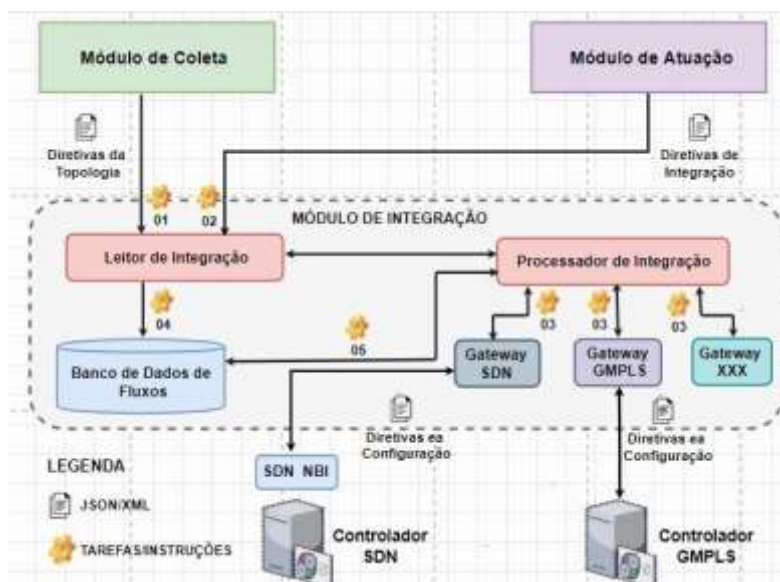 Módulo de Coleta
Módulo de Atuação
Diretivas da
Topologia
Diretivas de
Integração
01
02
MÓDULO DE INTEGRAÇÃO
Leitor de Integração
Processador de Integração
04
05
03
03
03
Banco de Dados de
Fluxos
Gateway
SDN
Gateway
GMPLS
Gateway
XXX
Diretivas ea
Configuração
Diretivas ea
Configuração
LEGENDA
JSON/XML
TAREFAS/INSTRUÇÕES
SDN NBI
Controlador
SDN
Controlador
GMPLS